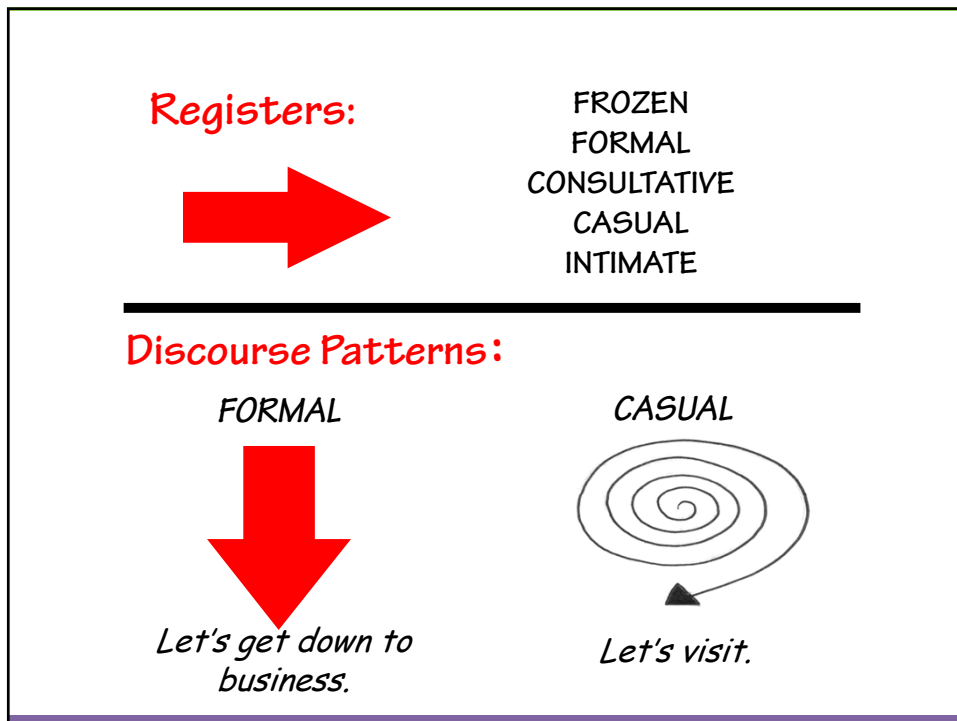 Registers:
FROZEN
FORMAL
CONSULTATIVE
CASUAL
INTIMATE
Discourse Patterns:
FORMAL
Let's get down to
business.
CASUAL
Let's visit.